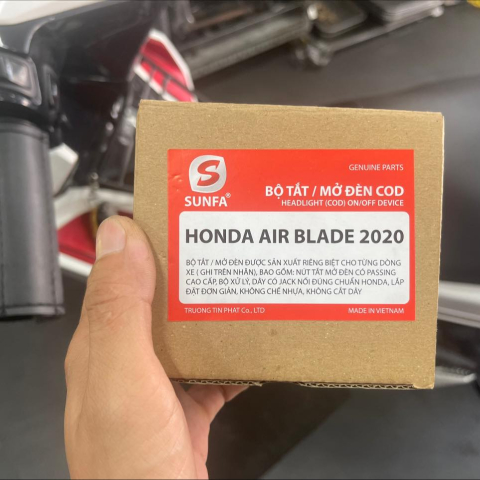 GENUINE PARTS
S
SUNFA®
BỘ TẮT / MỞ ĐÈN COD
HEADLIGHT (COD) ON/OFF DEVICE
HONDA AIR BLADE 2020
BỘ TẮT / MỞ ĐÈN ĐƯỢC SẢN XUẤT RIÊNG BIỆT CHO TỪNG DÒNG
XE ( GHI TRÊN NHÃN), BAO GỒM: NÚT TẮT MỞ ĐÈN CÓ PASSING
CAO CẤP, BỘ XỬ LÝ, DÂY CÓ JACK NỐI ĐÚNG CHUẨN HONDA, LẮP
ĐẶT ĐƠN GIẢN, KHÔNG CHẾ NHỰA, KHÔNG CẮT DÂY
TRUONG TIN PHAT Co., LTD
MADE IN VIETNAM